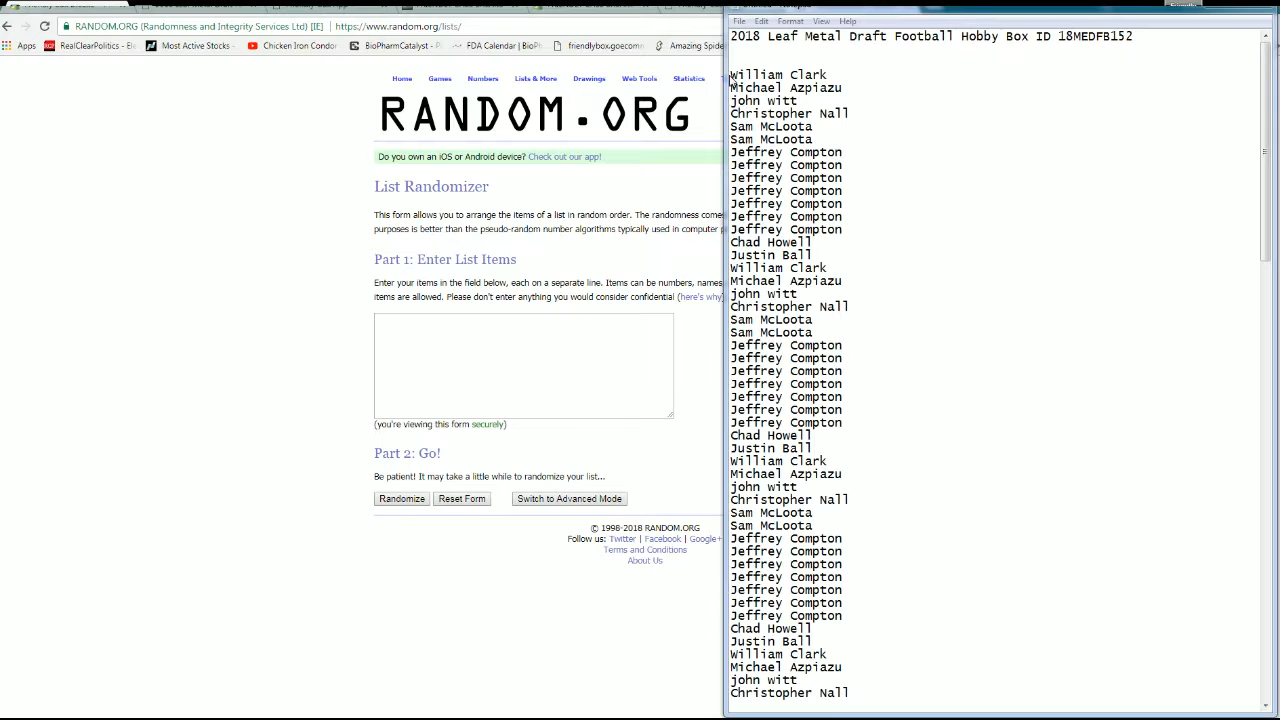 RANDOM.ORG (Randomness and Integrity Services Ltd) [IE]
https://www.random.org/lists/
Apps
RealClearPolitics - Ele
Most Active Stocks
Chicken Iron Condor
BioPharmCatalyst - P
FDA Calendar | BioP
friendlybox.goecomm
Amazing Spide
Home Games Numbers Lists & More Drawings Web Tools Statistics
RANDOM.ORG
Do you own an iOS or Android device? Check out our app!
List Randomizer
This form allows you to arrange the items of a list in random order. The randomness comes
purposes is better than the pseudo-random number algorithms typically used in computer p
Part 1: Enter List Items
Enter your items in the field below, each on a separate line. Items can be numbers, names,
items are allowed. Please don't enter anything you would consider confidential (here's why)
(you're viewing this form securely)
Part 2: Go!
Be patient! It may take a little while to randomize your list...
Randomize Reset Form Switch to Advanced Mode
© 1998-2018 RANDOM.ORG
Follow us: Twitter | Facebook | Google+
Terms and Conditions
About Us
File Edit Format View Help
2018 Leaf Metal Draft Football Hobby Box ID 18MEDFB152
William Clark
Michael Azpiazu
john witt
Christopher Nall
Sam McLoota
Sam McLoota
Jeffrey Compton
Jeffrey Compton
Jeffrey Compton
Jeffrey Compton
Jeffrey Compton
Jeffrey Compton
Jeffrey Compton
Chad Howell
Justin Ball
William Clark
Michael Azpiazu
john witt
Christopher Nall
Sam McLoota
Sam McLoota
Jeffrey Compton
Jeffrey Compton
Jeffrey Compton
Jeffrey Compton
Jeffrey Compton
Jeffrey Compton
Jeffrey Compton
Chad Howell
Justin Ball
William Clark
Michael Azpiazu
john witt
Christopher Nall
Sam McLoota
Sam McLoota
Jeffrey Compton
Jeffrey Compton
Jeffrey Compton
Jeffrey Compton
Jeffrey Compton
Jeffrey Compton
Jeffrey Compton
Chad Howell
Justin Ball
William Clark
Michael Azpiazu
john witt
Christopher Nall